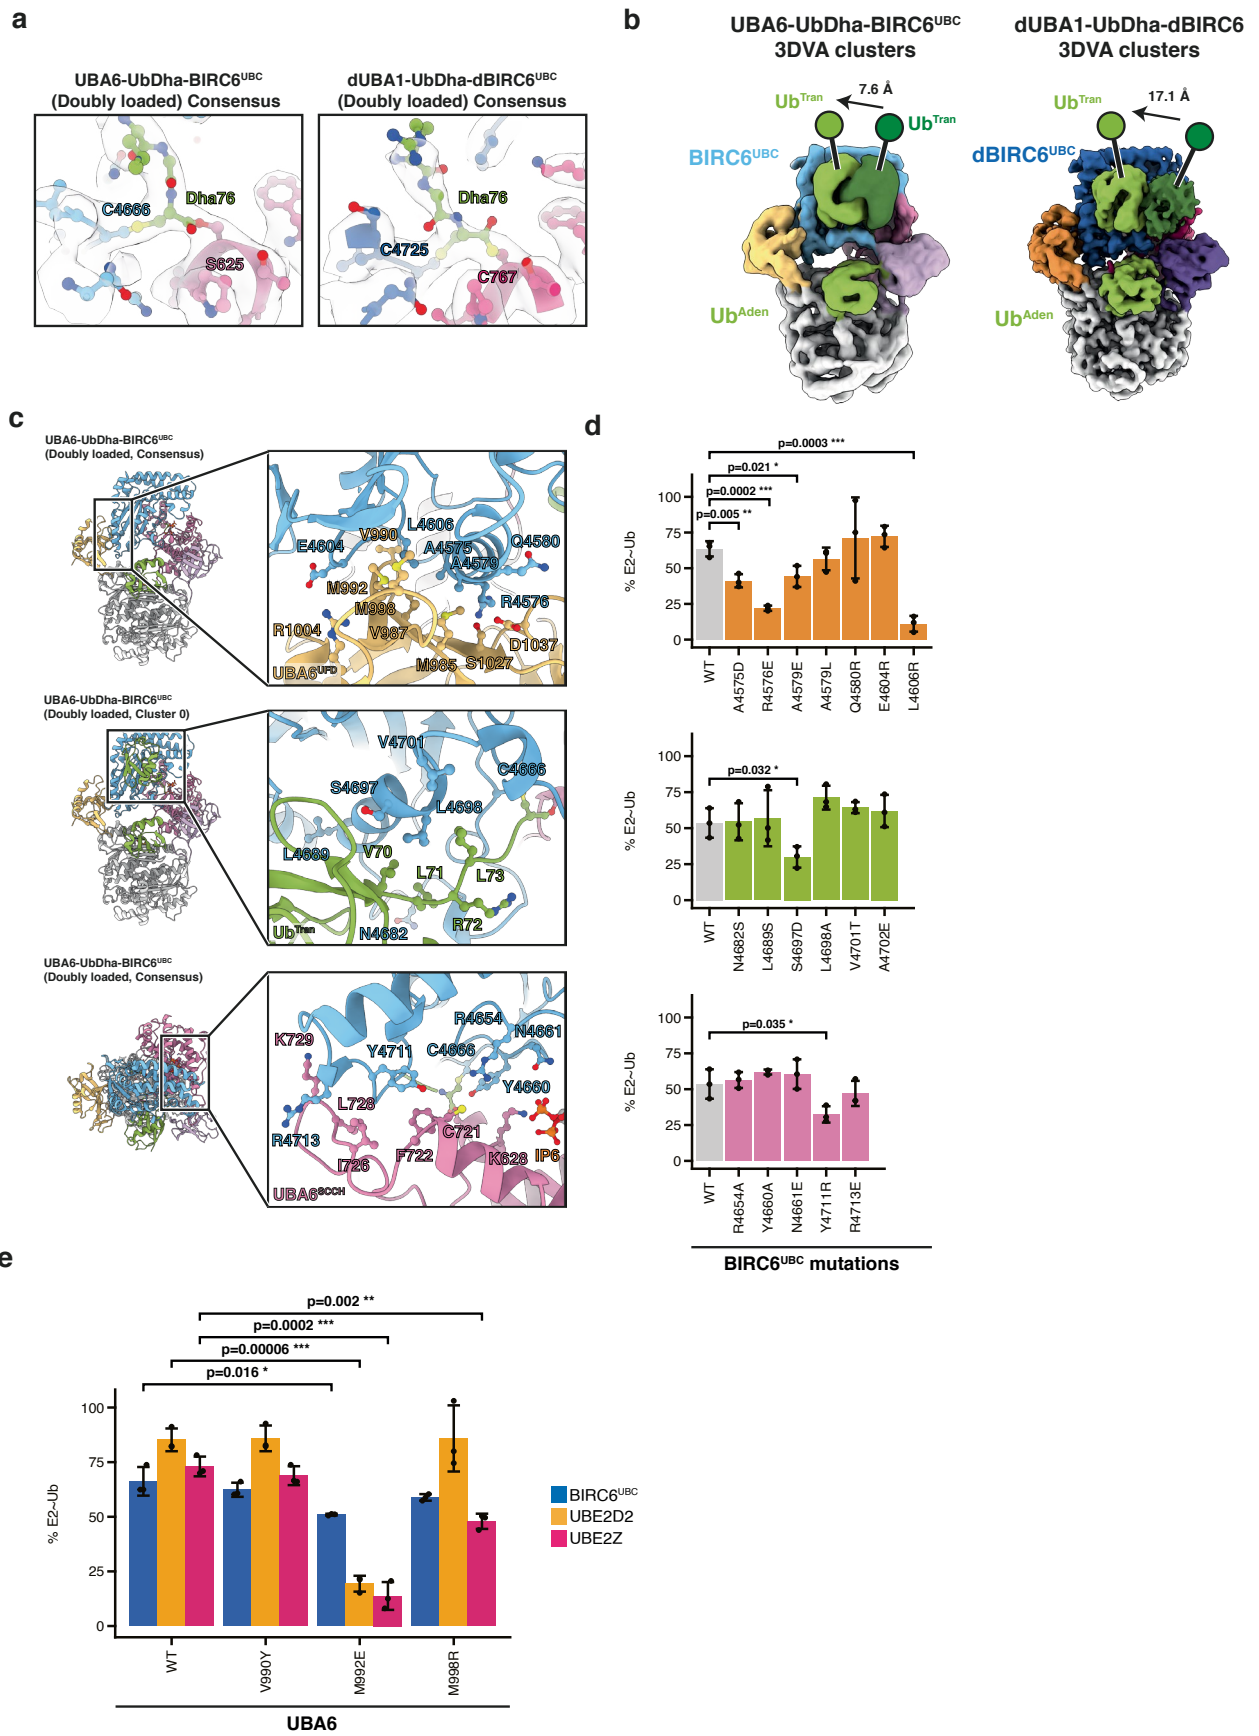 a
UBA6-UbDha-BIRC6UBC
(Doubly loaded) Consensus
dUBA1-UbDha-dBIRC6UBC
(Doubly loaded) Consensus
C4666
Dha76
S625
C4725
Dha76
C767
b
UBA6-UbDha-BIRC6UBC
3DVA clusters
dUBA1-UbDha-dBIRC6
3DVA clusters
7.6 Å
UbTran
UbTran
BIRC6UBC
UbAden
17.1 Å
UbTran
dBIRC6UBC
UbAden
c
UBA6-UbDha-BIRC6UBC
(Doubly loaded, Consensus)
V990
L4606
E4604
A4575
Q4580
A4579
M992
M998
R4576
R1004
V987
D1037
UBA6UFD
M985
S1027
UBA6-UbDha-BIRC6UBC
(Doubly loaded, Cluster 0)
V4701
C4666
S4697
L4698
L4689
V70
L71
L73
R72
UbTran
N4682
UBA6-UbDha-BIRC6UBC
(Doubly loaded, Consensus)
R4654
N4661
K729
Y4711
C4666
Y4660
L728
C721
R4713
F722
K628
IP6
I726
UBA6SCCH
d
p=0.0003 ***
p=0.021 *
p=0.0002 ***
p=0.005 **
% E2~Ub
100
75
50
25
0
WT
A4575D
R4576E
A4579E
A4579L
Q4580R
E4604R
L4606R
p=0.032 *
% E2~Ub
100
75
50
25
0
WT
N4682S
L4689S
S4697D
L4698A
V4701T
A4702E
p=0.035 *
% E2~Ub
100
75
50
25
0
WT
R4654A
Y4660A
N4661E
Y4711R
R4713E
BIRC6UBC mutations
e
p=0.002 **
p=0.0002 ***
p=0.00006 ***
p=0.016 *
% E2~Ub
100
75
50
25
0
WT
V990Y
M992E
M998R
UBA6
BIRC6UBC
UBE2D2
UBE2Z